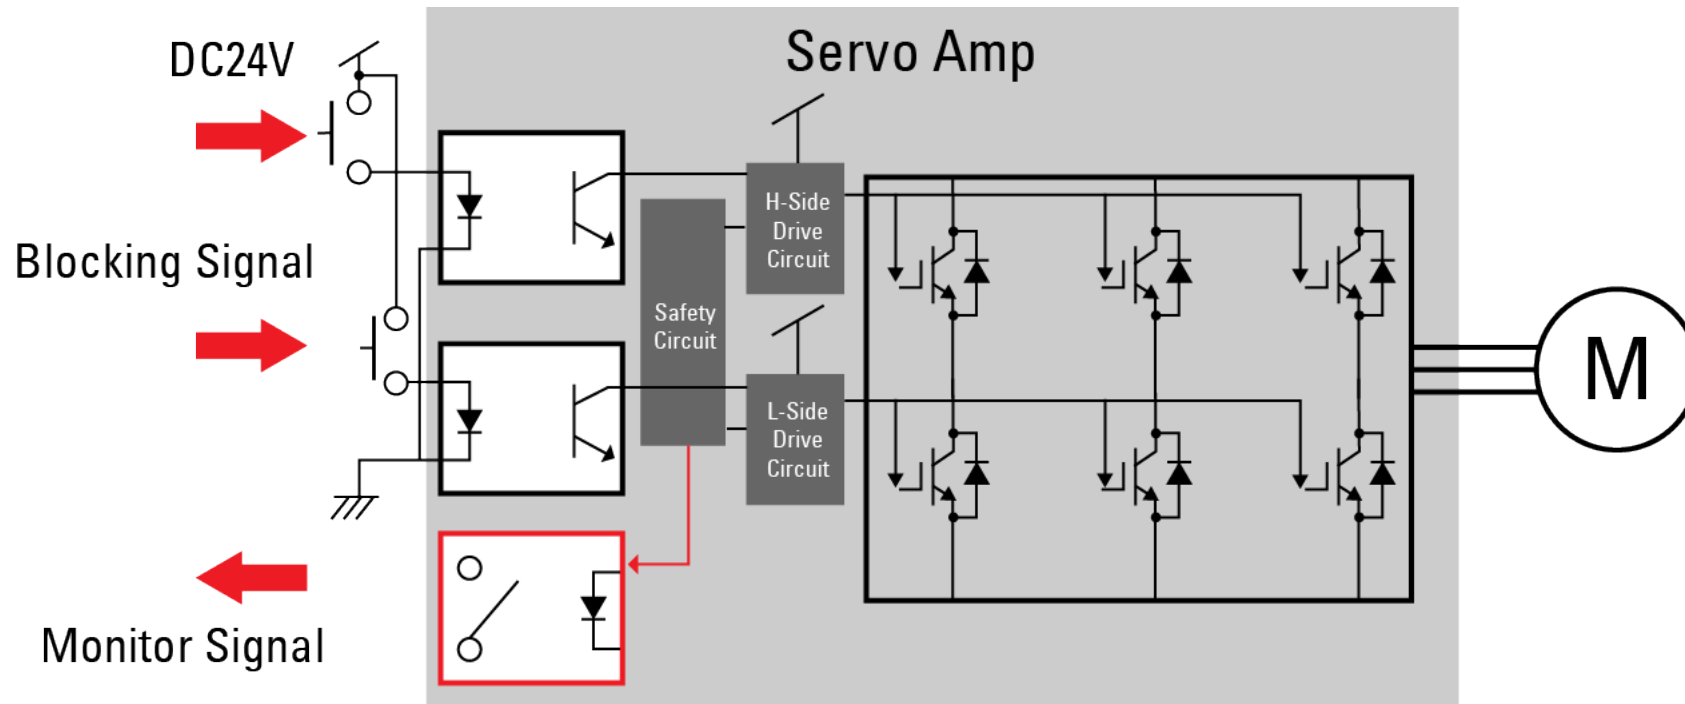 Servo Amp
DC24V
Blocking Signal
Monitor Signal
Safety
Circuit
H-Side
Drive
Circuit
L-Side
Drive
Circuit
M